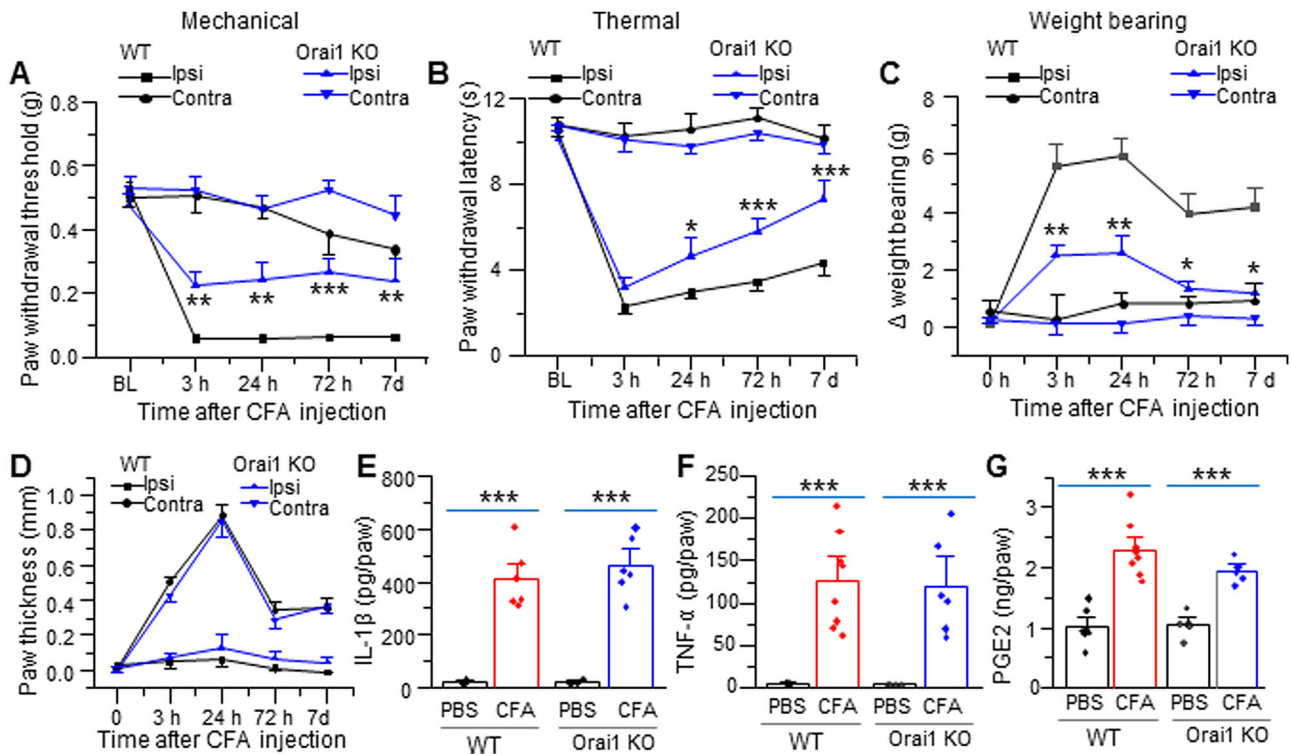 Mechanical
Thermal
Weight bearing
A
WT
Orai1 KO
Ipsi
Ipsi
Contra
Contra
Paw withdrawal threshold (g)
0.8
0.6
0.4
0.2
0.0
**
**
***
**
BL
3 h
24 h
72 h
7 d
Time after CFA injection
B
WT
Orai1 KO
Ipsi
Ipsi
Contra
Contra
Paw withdrawal latency (s)
12
8
4
0
*
***
***
BL
3 h
24 h
72 h
7 d
Time after CFA injection
C
WT
Orai1 KO
Ipsi
Ipsi
Contra
Contra
Δ weight bearing (g)
8
6
4
2
0
**
**
*
*
0 h
3 h
24 h
72 h
7 d
Time after CFA injection
D
WT
Orai1 KO
Ipsi
Ipsi
Contra
Contra
Paw thickness (mm)
1.0
0.8
0.6
0.4
0.2
0.0
0
3 h
24 h
72 h
7d
Time after CFA injection
E
IL-1β (pg/paw)
800
600
400
200
0
***
***
PBS CFA
PBS CFA
WT
Orai1 KO
F
TNF-α (pg/paw)
250
200
150
100
50
0
***
***
PBS CFA
PBS CFA
WT
Orai1 KO
G
PGE2 (ng/paw)
3
2
1
0
***
***
PBS CFA
PBS CFA
WT
Orai1 KO